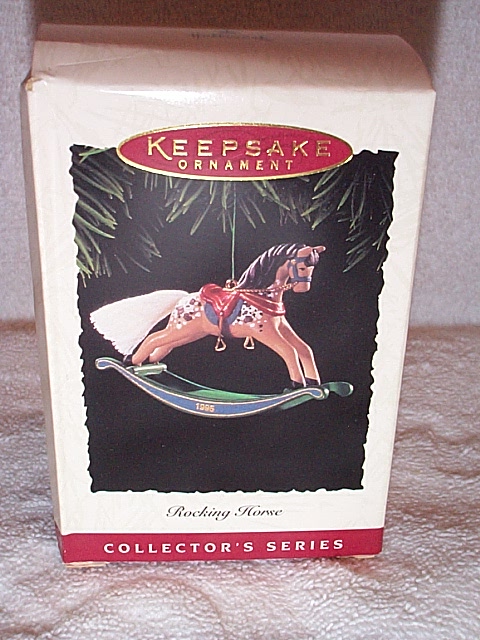 KEEPSAKE
ORNAMENT
1995
Rocking Horse
COLLECTOR'S SERIES